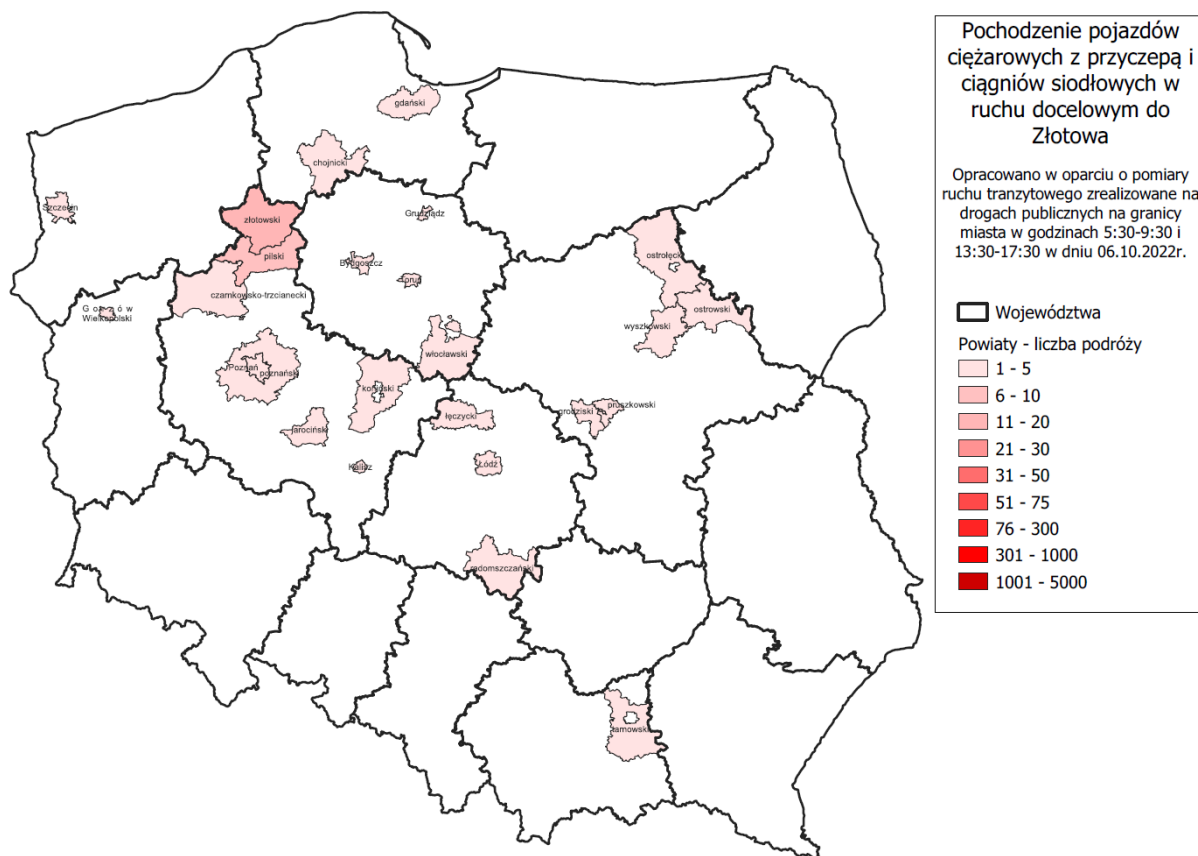 Pochodzenie pojazdów
ciężarowych z przyczepą i
ciągniów siodłowych w
ruchu docelowym do
Złotowa
Opracowano w oparciu o pomiary
ruchu tranzytowego zrealizowane na
drogach publicznych na granicy
miasta w godzinach 5:30-9:30 i
13:30-17:30 w dniu 06.10.2022r.
Województwa
Powiaty - liczba podróży
1 - 5
6 - 10
11 - 20
21 - 30
31 - 50
51 - 75
76 - 300
301 - 1000
1001 - 5000
gdański
chojnicki
Szczecin
Grudziądz
złotowski
pilski
Bydgoszcz
Toruń
czarnkowsko-trzcianecki
Gorzów
Wielkopolski
ostrołęcki
ostrowski
wyszkowski
włocławski
Poznań
poznański
koniński
łęczycki
grodziski
pruszkowski
jarociński
Kalisz
Łódź
radomszczański
tarnowski